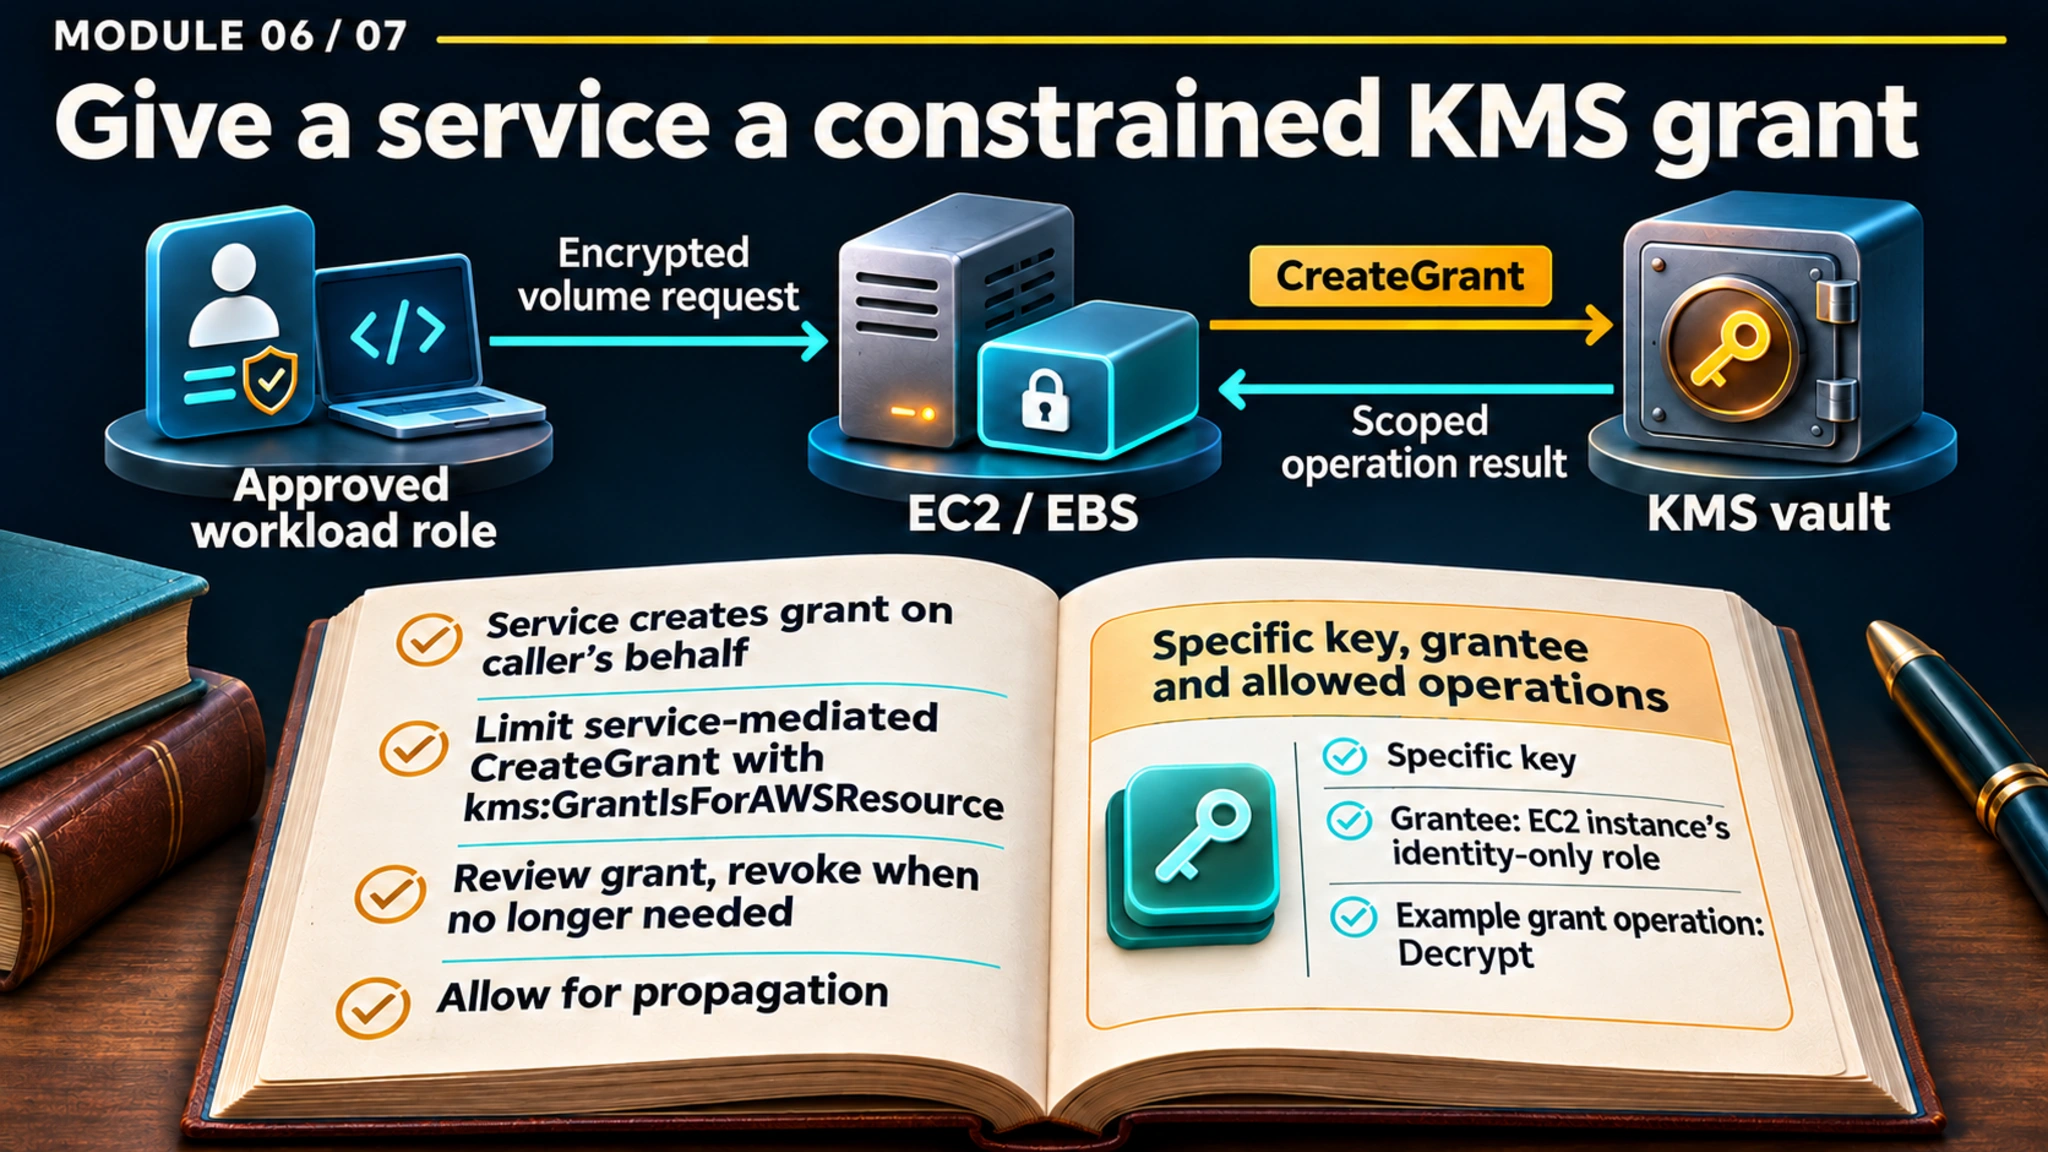 MODULE 06 / 07
Give a service a constrained KMS grant
Encrypted
volume request
CreateGrant
Scoped
operation result
Approved
workload role
EC2 / EBS
KMS vault
Service creates grant on
caller's behalf
Limit service-mediated
CreateGrant with
kms:GrantIsForAWSResource
Review grant, revoke when
no longer needed
Allow for propagation
Specific key, grantee
and allowed operations
Specific key
Grantee: EC2 instance's
identity-only role
Example grant operation:
Decrypt